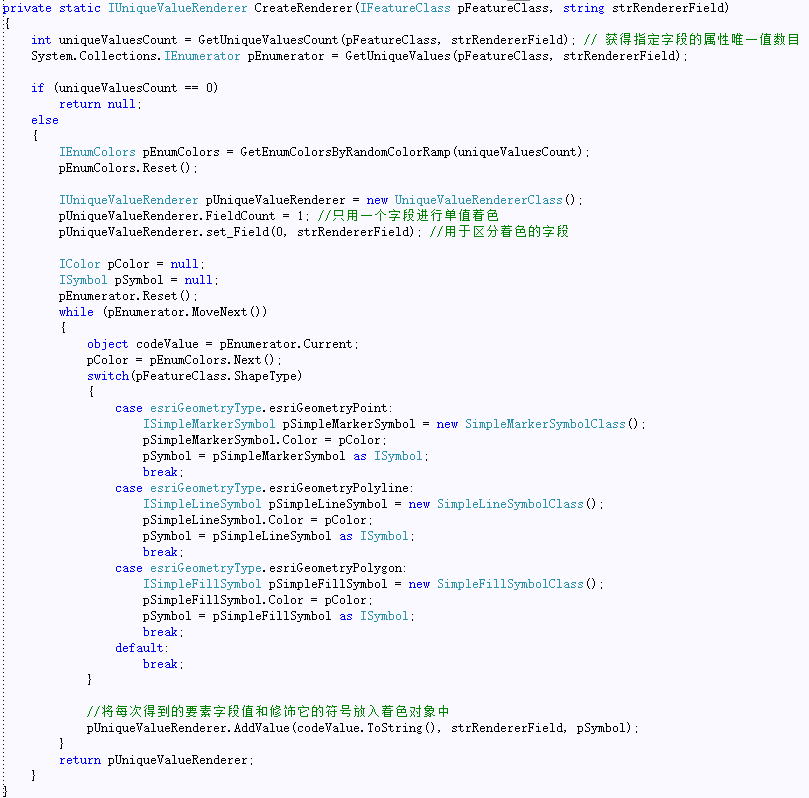 private static IUniqueValueRenderer CreateRenderer(IFeatureClass pFeatureClass, string strRendererField)
{
    int uniqueValuesCount = GetUniqueValuesCount(pFeatureClass, strRendererField); // 获得指定字段的属性唯一值数目
    System.Collections.IEnumerator pEnumerator = GetUniqueValues(pFeatureClass, strRendererField);

    if (uniqueValuesCount == 0)
        return null;
    else
    {
        IEnumColors pEnumColors = GetEnumColorsByRandomColorRamp(uniqueValuesCount);
        pEnumColors.Reset();

        IUniqueValueRenderer pUniqueValueRenderer = new UniqueValueRendererClass();
        pUniqueValueRenderer.FieldCount = 1; //只用一个字段进行单值着色
        pUniqueValueRenderer.set_Field(0, strRendererField); //用于区分着色的字段

        IColor pColor = null;
        ISymbol pSymbol = null;
        pEnumerator.Reset();
        while (pEnumerator.MoveNext())
        {
            object codeValue = pEnumerator.Current;
            pColor = pEnumColors.Next();
            switch(pFeatureClass.ShapeType)
            {
                case esriGeometryType.esriGeometryPoint:
                    ISimpleMarkerSymbol pSimpleMarkerSymbol = new SimpleMarkerSymbolClass();
                    pSimpleMarkerSymbol.Color = pColor;
                    pSymbol = pSimpleMarkerSymbol as ISymbol;
                    break;
                case esriGeometryType.esriGeometryPolyline:
                    ISimpleLineSymbol pSimpleLineSymbol = new SimpleLineSymbolClass();
                    pSimpleLineSymbol.Color = pColor;
                    pSymbol = pSimpleLineSymbol as ISymbol;
                    break;
                case esriGeometryType.esriGeometryPolygon:
                    ISimpleFillSymbol pSimpleFillSymbol = new SimpleFillSymbolClass();
                    pSimpleFillSymbol.Color = pColor;
                    pSymbol = pSimpleFillSymbol as ISymbol;
                    break;
                default:
                    break;
            }

            //将每次得到的要素字段值和修饰它的符号放入着色对象中
            pUniqueValueRenderer.AddValue(codeValue.ToString(), strRendererField, pSymbol);
        }
        return pUniqueValueRenderer;
    }
}